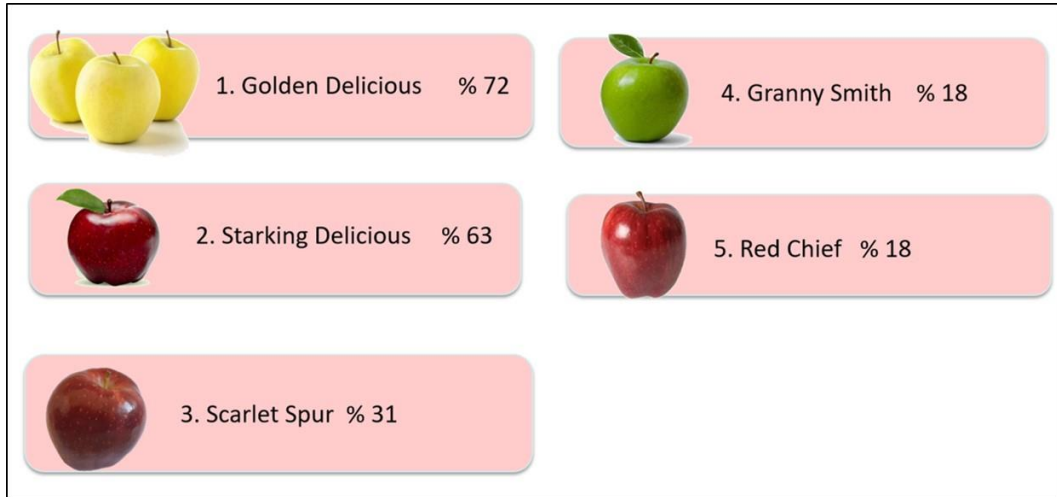 1. Golden Delicious % 72
2. Starking Delicious % 63
3. Scarlet Spur % 31
4. Granny Smith % 18
5. Red Chief % 18